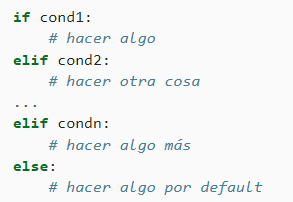 if cond1:
    # hacer algo
elif cond2:
    # hacer otra cosa
...
elif condn:
    # hacer algo más
else:
    # hacer algo por default